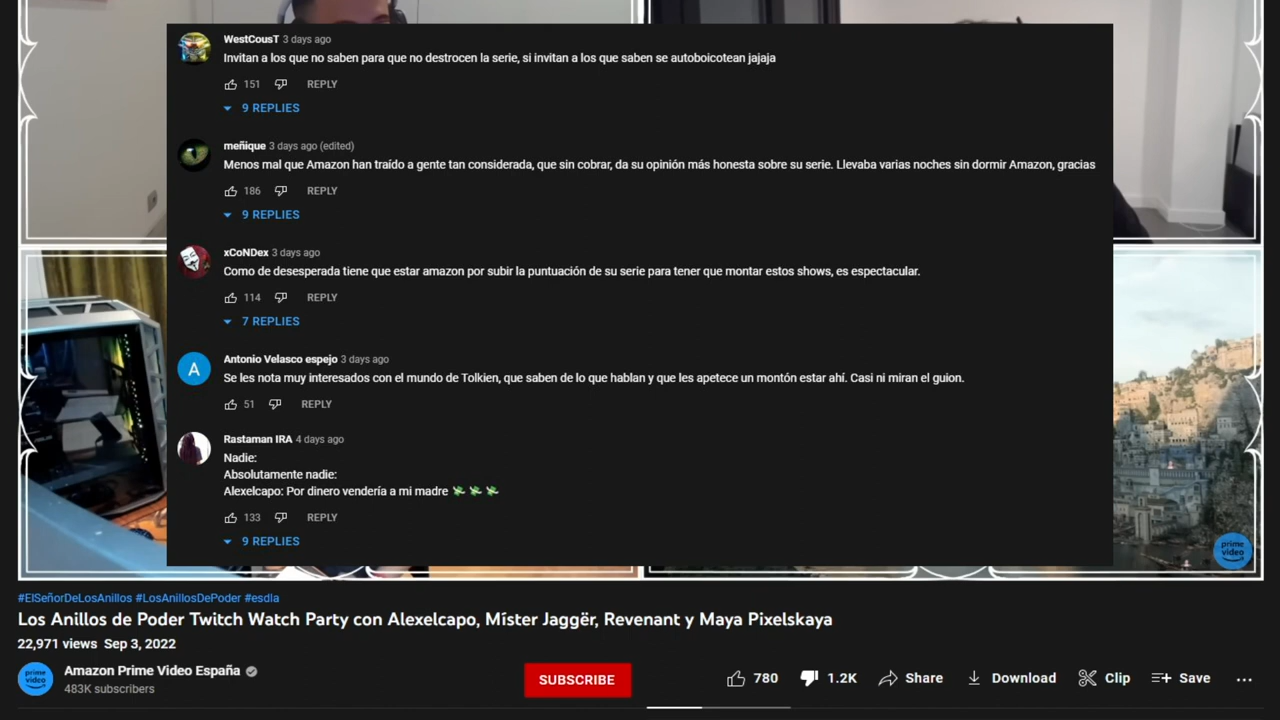 WestCousT 3 days ago
Invitan a los que no saben para que no destrocen la serie, si invitan a los que saben se autoboicotean jajaja
151 REPLY
9 REPLIES
meñique 3 days ago (edited)
Menos mal que Amazon han traído a gente tan considerada, que sin cobrar, da su opinión más honesta sobre su serie. Llevaba varias noches sin dormir Amazon, gracias
186 REPLY
9 REPLIES
xCoNDex 3 days ago
Como de desesperada tiene que estar amazon por subir la puntuación de su serie para tener que montar estos shows, es espectacular.
114 REPLY
7 REPLIES
A
Antonio Velasco espejo 3 days ago
Se les nota muy interesados con el mundo de Tolkien, que saben de lo que hablan y que les apetece un montón estar ahí. Casi ni miran el guion.
51 REPLY
Rastaman IRA 4 days ago
Nadie:
Absolutamente nadie:
Alexelcapo: Por dinero vendería a mi madre 💸 💸 💸
133 REPLY
9 REPLIES
prime video
#ElSeñorDeLosAnillos #LosAnillosDePoder #esdla
Los Anillos de Poder Twitch Watch Party con Alexelcapo, Míster Jaggër, Revenant y Maya Pixelskaya
22,971 views Sep 3, 2022
prime video
Amazon Prime Video España
483K subscribers
SUBSCRIBE
780 1.2K Share Download Clip Save ...